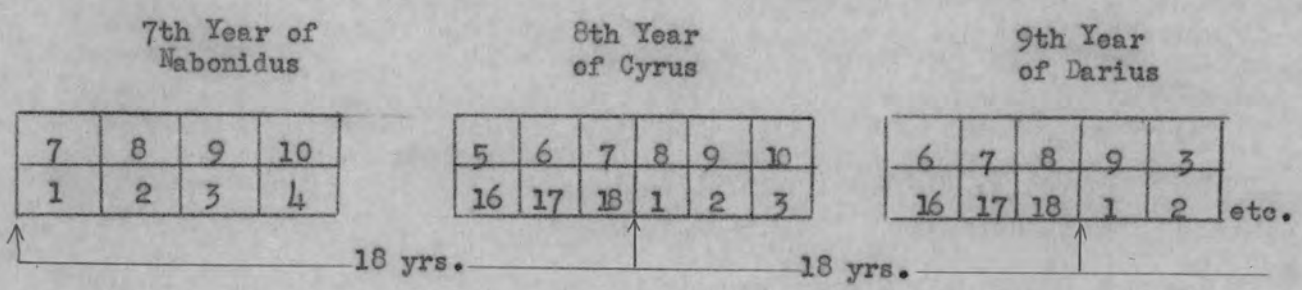 7th Year of
Nabonidus
8th Year
of Cyrus
9th Year
of Darius
7 8 9 10
1 2 3 4
5 6 7 8 9 10
16 17 18 1 2 3
6 7 8 9 3
16 17 18 1 2 etc.
18 yrs.
18 yrs.